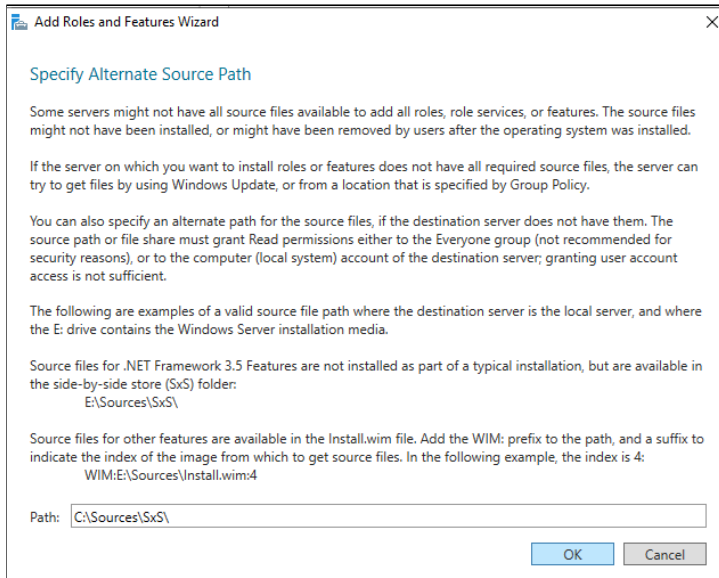 Add Roles and Features Wizard
Specify Alternate Source Path
Some servers might not have all source files available to add all roles, role services, or features. The source files
might not have been installed, or might have been removed by users after the operating system was installed.
If the server on which you want to install roles or features does not have all required source files, the server can
try to get files by using Windows Update, or from a location that is specified by Group Policy.
You can also specify an alternate path for the source files, if the destination server does not have them. The
source path or file share must grant Read permissions either to the Everyone group (not recommended for
security reasons), or to the computer (local system) account of the destination server; granting user account
access is not sufficient.
The following are examples of a valid source file path where the destination server is the local server, and where
the E: drive contains the Windows Server installation media.
Source files for .NET Framework 3.5 Features are not installed as part of a typical installation, but are available in
the side-by-side store (SxS) folder:
E:\Sources\SxS\
Source files for other features are available in the Install.wim file. Add the WIM: prefix to the path, and a suffix to
indicate the index of the image from which to get source files. In the following example, the index is 4:
WIM:E:\Sources\Install.wim:4
Path: C:\Sources\SxS\
OK Cancel